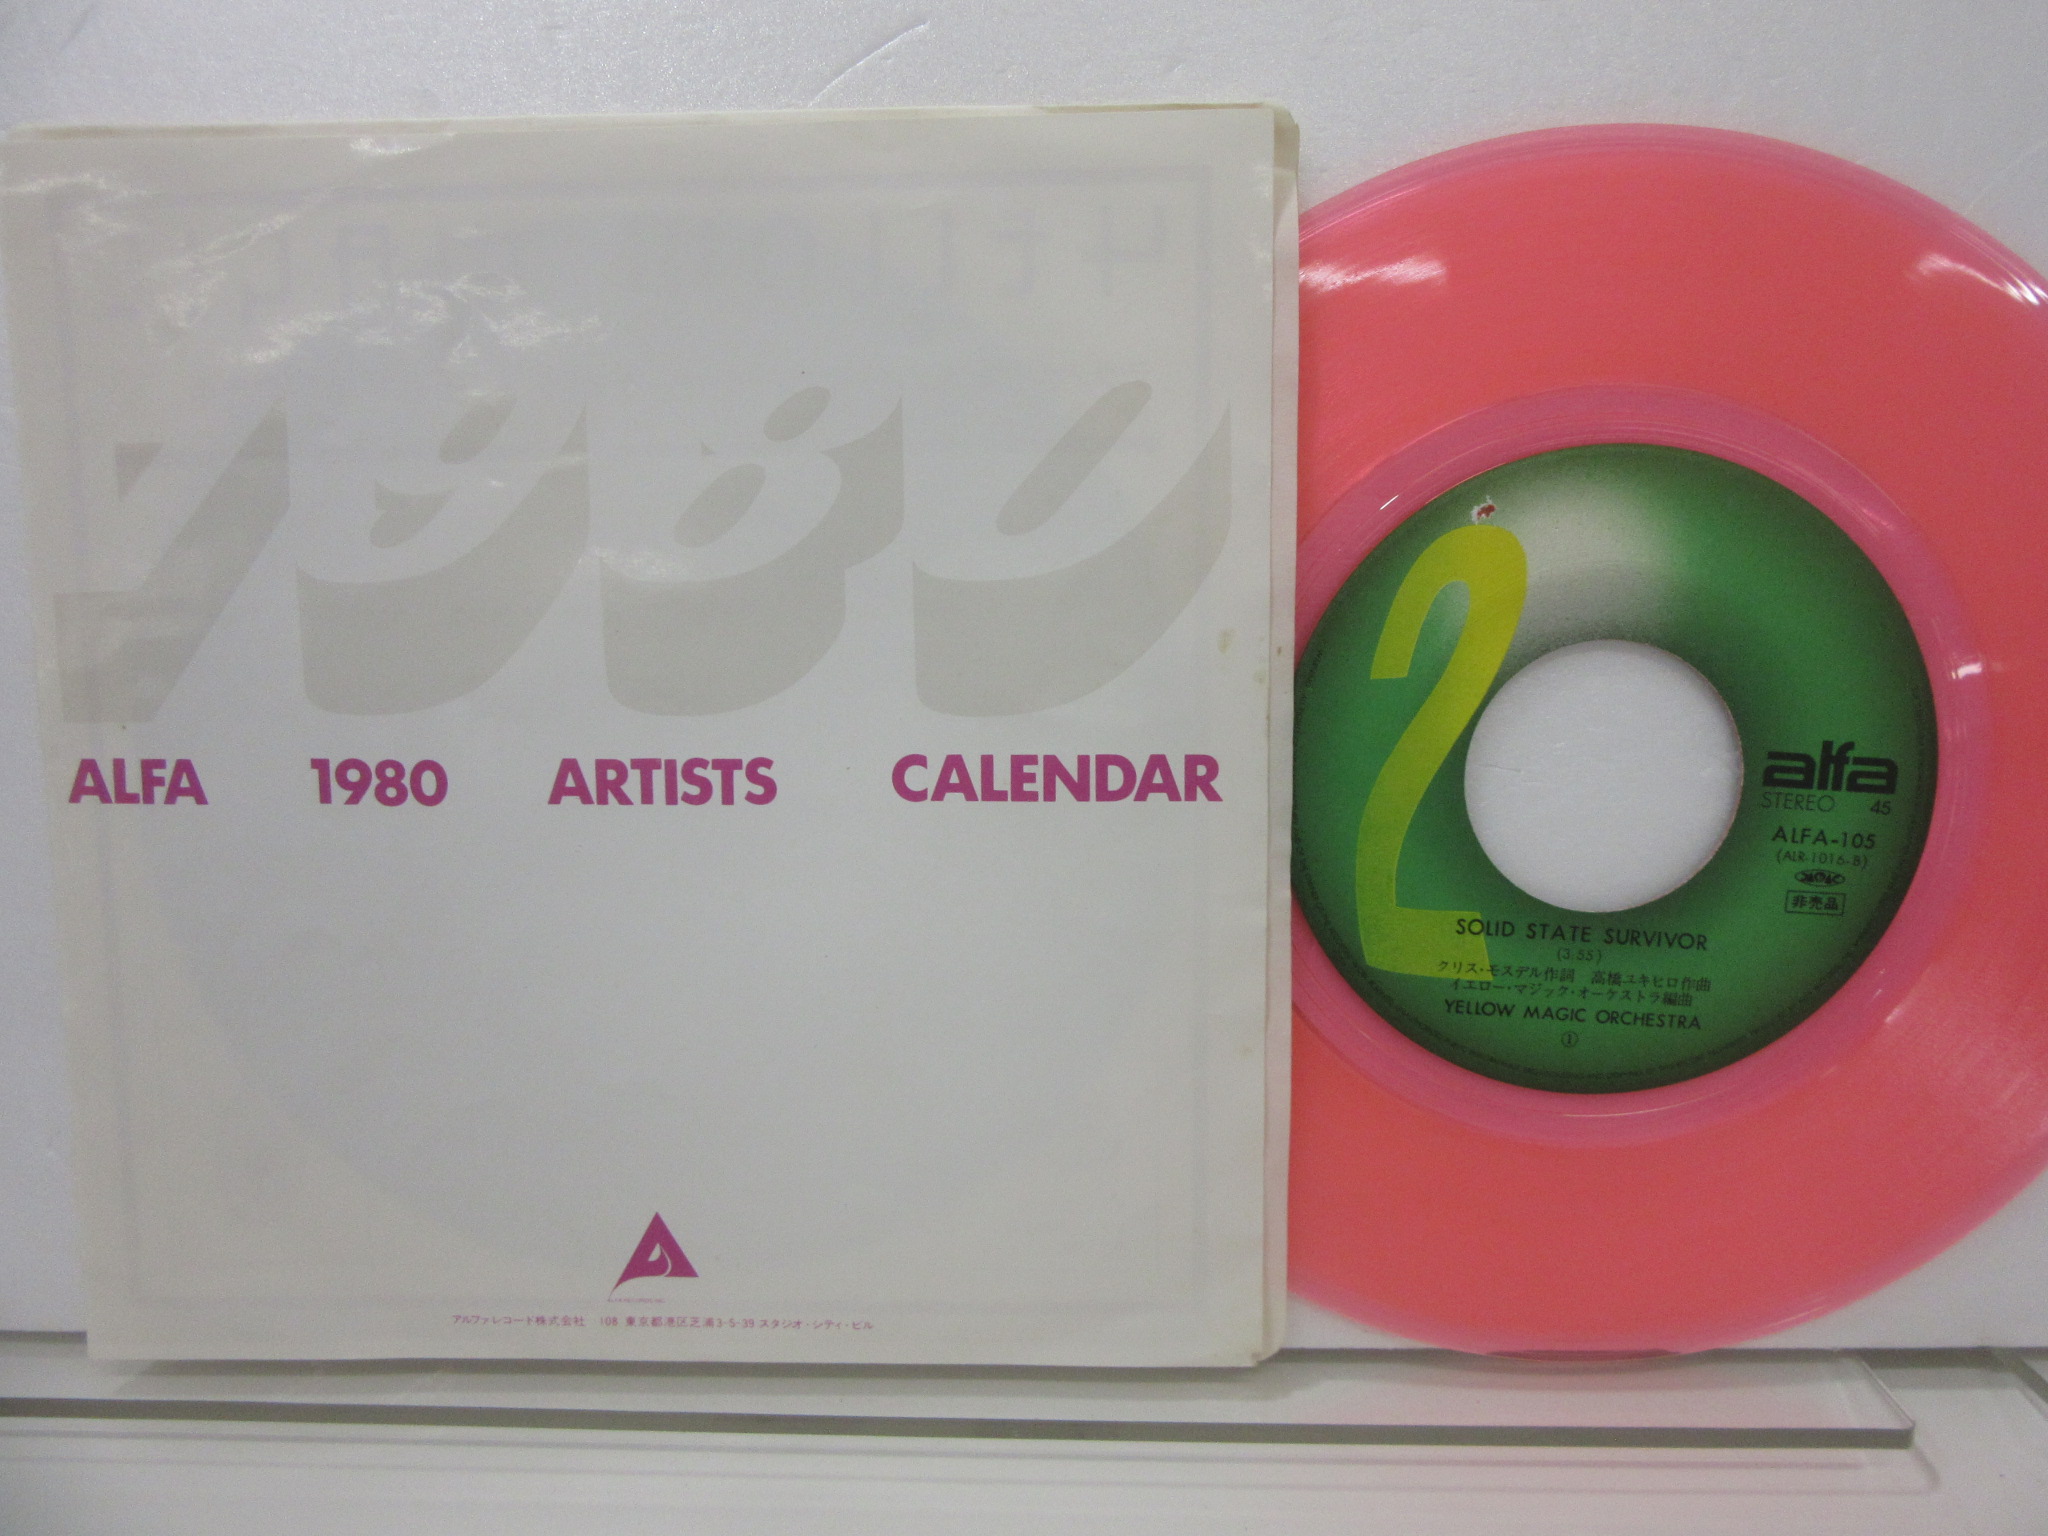 1980
ALFA 1980 ARTISTS CALENDAR
アルファレコード株式会社 108 東京都港区芝浦3-5-39 スタジオ・シティ・ビル
2
alfa
STEREO 45
ALFA-105
(ALR-1016-B)
非売品
SOLID STATE SURVIVOR
(3.55)
クリス・モスデル作詞 高橋ユキヒロ作曲
イエロー・マジック・オーケストラ編曲
YELLOW MAGIC ORCHESTRA
①